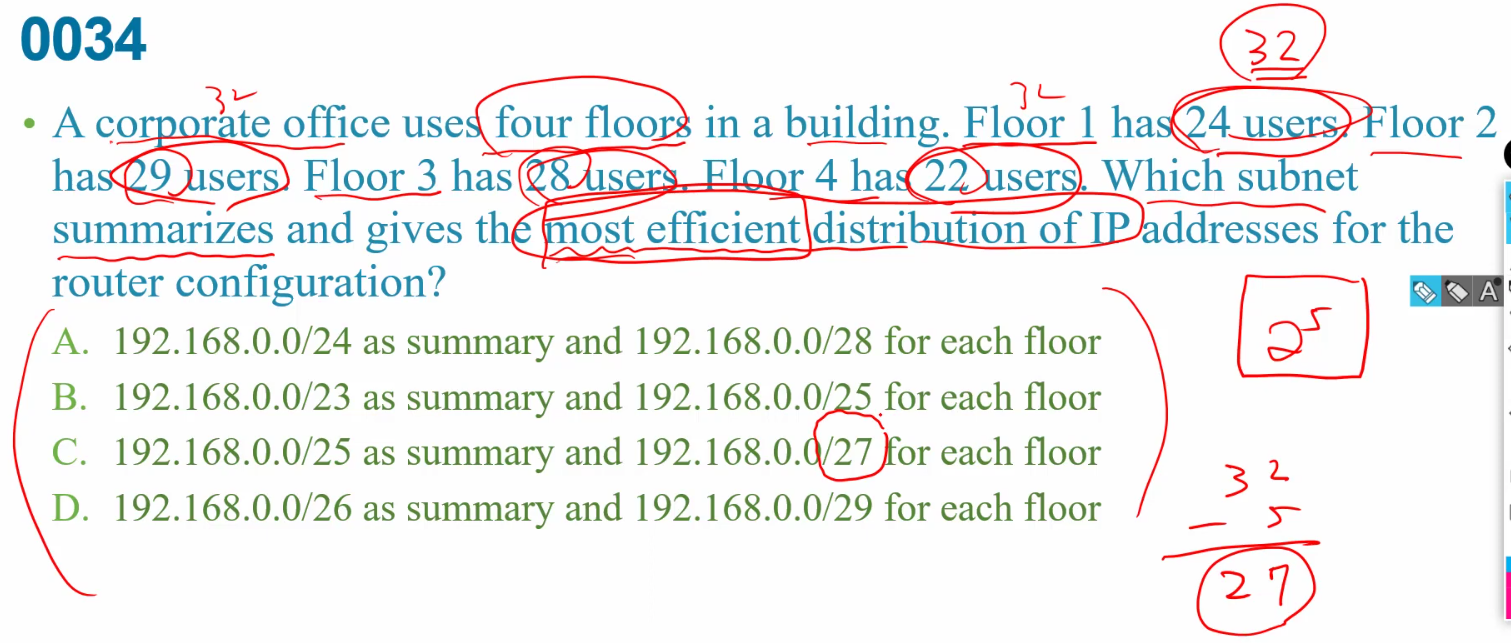 0034
32
32 32
• A corporate office uses four floors in a building. Floor 1 has 24 users. Floor 2
has 29 users. Floor 3 has 28 users. Floor 4 has 22 users. Which subnet
summarizes and gives the most efficient distribution of IP addresses for the
router configuration?
A. 192.168.0.0/24 as summary and 192.168.0.0/28 for each floor
B. 192.168.0.0/23 as summary and 192.168.0.0/25 for each floor
C. 192.168.0.0/25 as summary and 192.168.0.0/27 for each floor
D. 192.168.0.0/26 as summary and 192.168.0.0/29 for each floor
A
2⁵
32
- 5
27